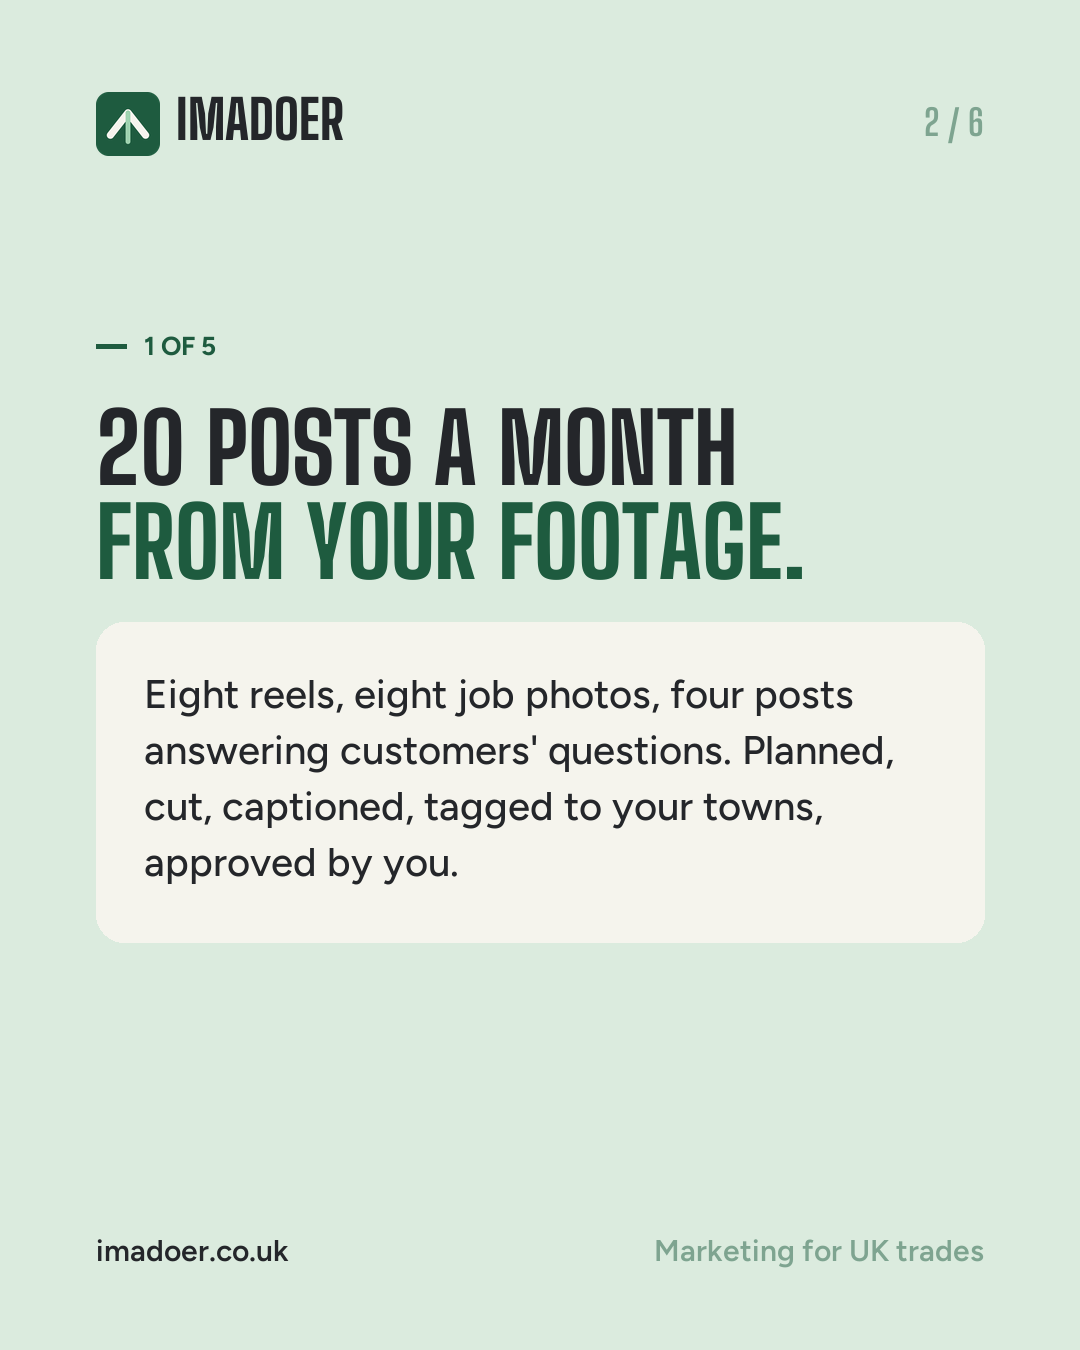 IMADOER
2 / 6
1 OF 5
20 POSTS A MONTH
FROM YOUR FOOTAGE.
Eight reels, eight job photos, four posts
answering customers' questions. Planned,
cut, captioned, tagged to your towns,
approved by you.
imadoer.co.uk
Marketing for UK trades